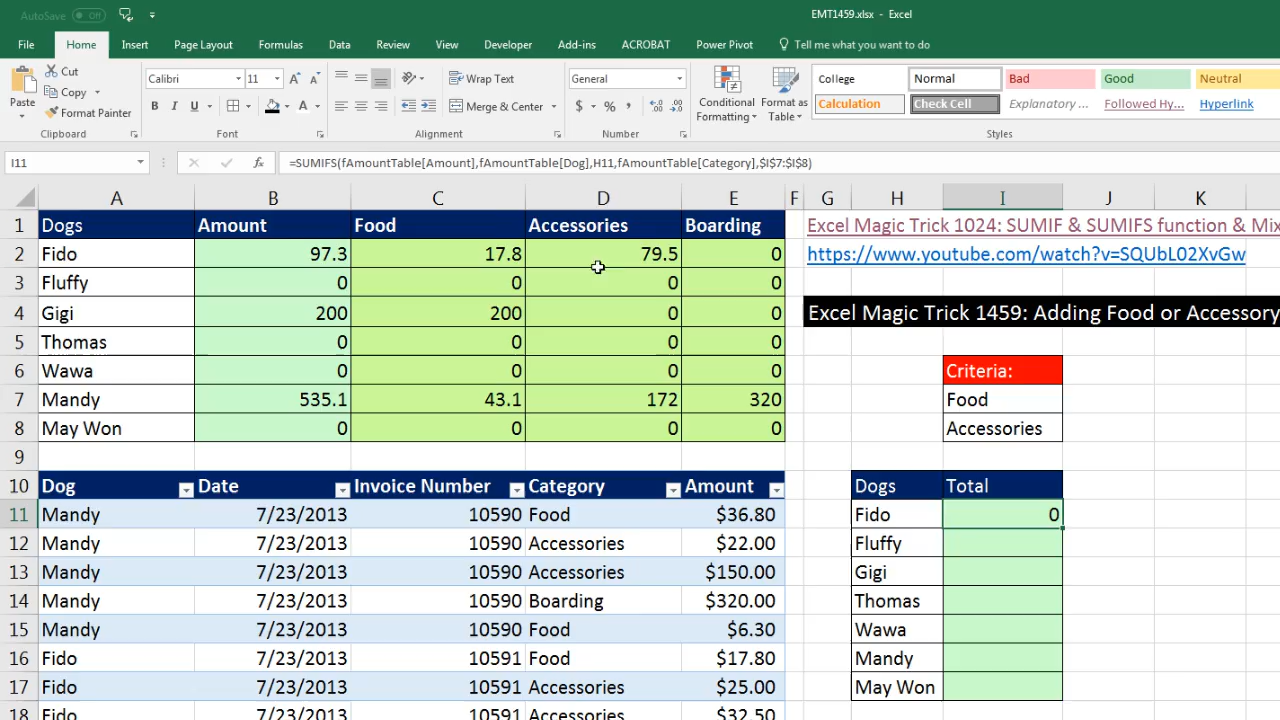 AutoSave Off
EMT1459.xlsx - Excel
File Home Insert Page Layout Formulas Data Review View Developer Add-ins ACROBAT Power Pivot Tell me what you want to do
Paste
Cut
Copy
Format Painter
Calibri 11
B I U
Wrap Text
Merge & Center
General
$ % ,
Conditional Formatting
Format as Table
College Normal Bad Good Neutral
Calculation Check Cell Explanatory ... Followed Hy... Hyperlink
Clipboard Font Alignment Number Styles
I11 fx =SUMIFS(fAmountTable[Amount],fAmountTable[Dog],H11,fAmountTable[Category],$I$7:$I$8)
A B C D E F G H I J K
1 Dogs Amount Food Accessories Boarding Excel Magic Trick 1024: SUMIF & SUMIFS function & Mix
2 Fido 97.3 17.8 79.5 0 https://www.youtube.com/watch?v=SQUbL02XvGw
3 Fluffy 0 0 0 0
4 Gigi 200 200 0 0 Excel Magic Trick 1459: Adding Food or Accessory
5 Thomas 0 0 0 0
6 Wawa 0 0 0 0 Criteria:
7 Mandy 535.1 43.1 172 320 Food
8 May Won 0 0 0 0 Accessories
9
10 Dog Date Invoice Number Category Amount Dogs Total
11 Mandy 7/23/2013 10590 Food $36.80 Fido 0
12 Mandy 7/23/2013 10590 Accessories $22.00 Fluffy
13 Mandy 7/23/2013 10590 Accessories $150.00 Gigi
14 Mandy 7/23/2013 10590 Boarding $320.00 Thomas
15 Mandy 7/23/2013 10590 Food $6.30 Wawa
16 Fido 7/23/2013 10591 Food $17.80 Mandy
17 Fido 7/23/2013 10591 Accessories $25.00 May Won
18 Fido 7/23/2013 10591 Accessories $32.50